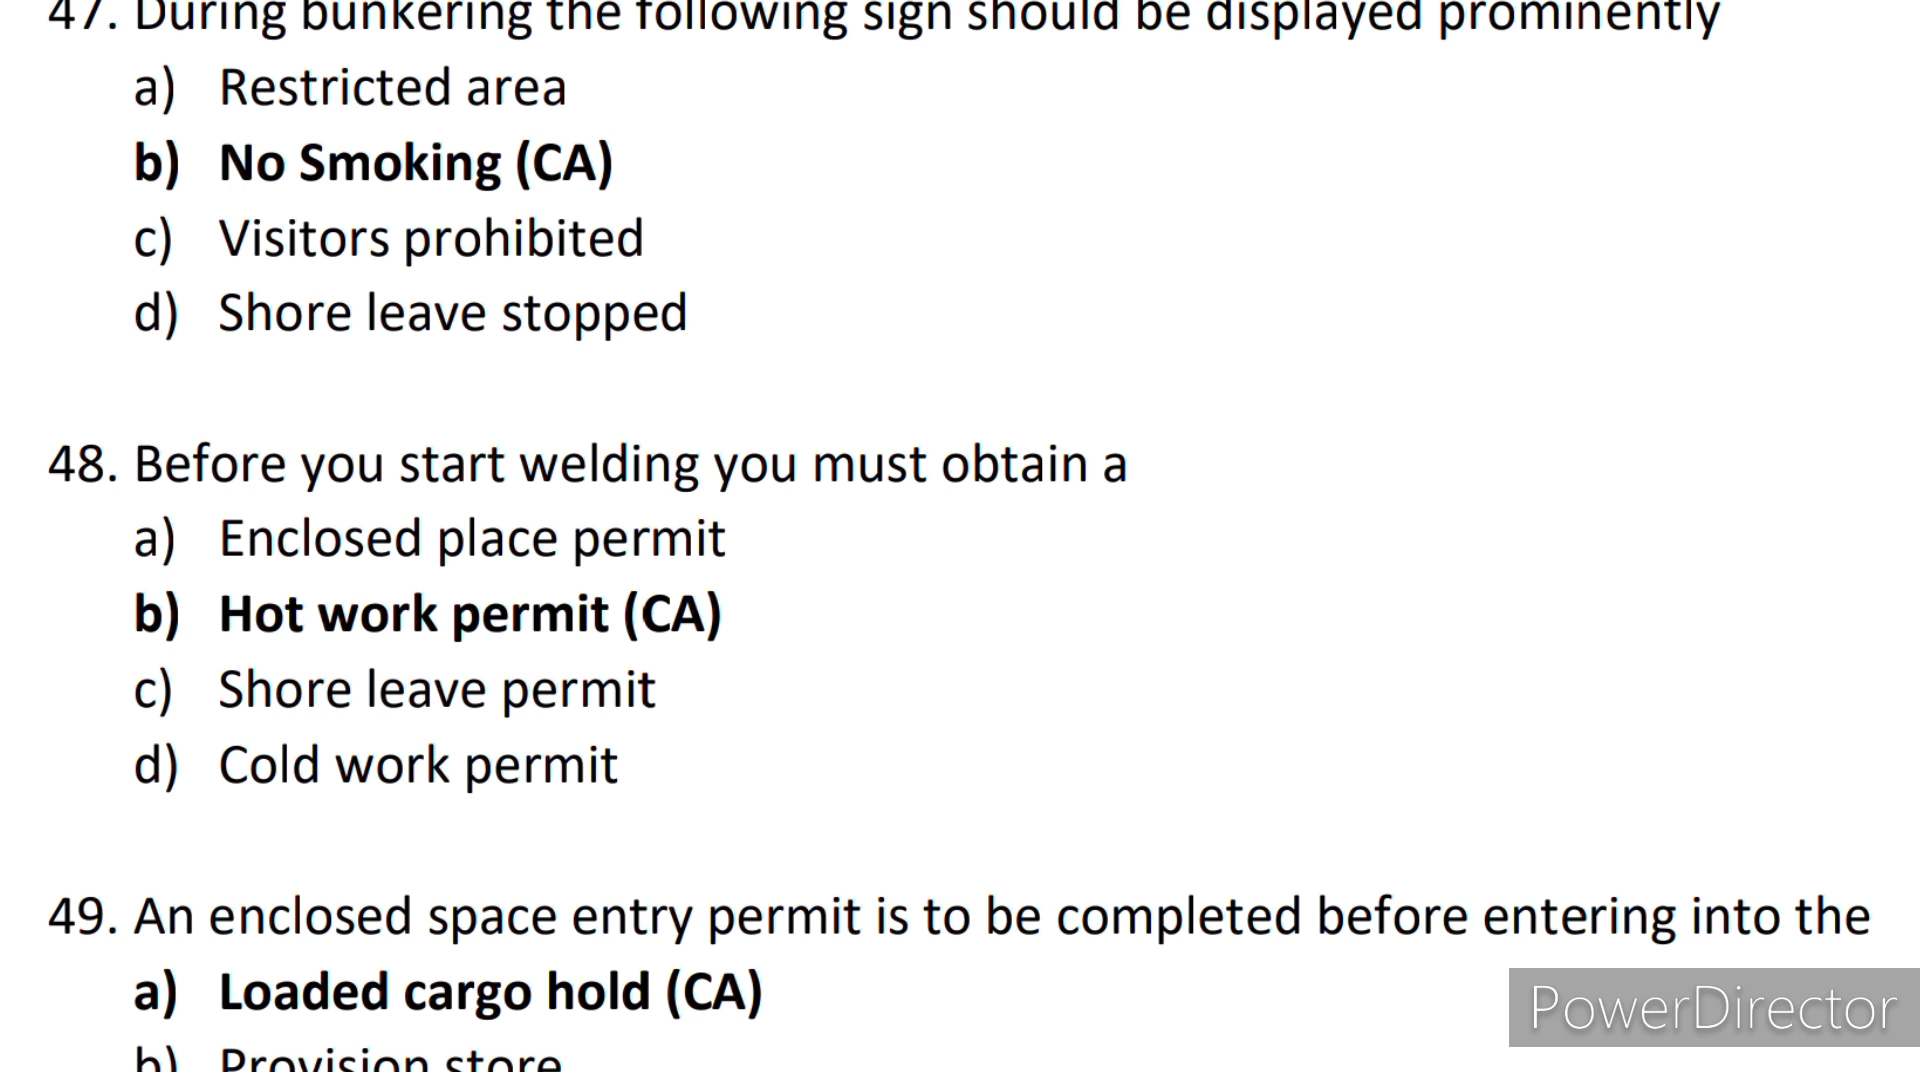 47. During bunkering the following sign should be displayed prominently
a) Restricted area
b) No Smoking (CA)
c) Visitors prohibited
d) Shore leave stopped
48. Before you start welding you must obtain a
a) Enclosed place permit
b) Hot work permit (CA)
c) Shore leave permit
d) Cold work permit
49. An enclosed space entry permit is to be completed before entering into the
a) Loaded cargo hold (CA)
b) Provision store
PowerDirector